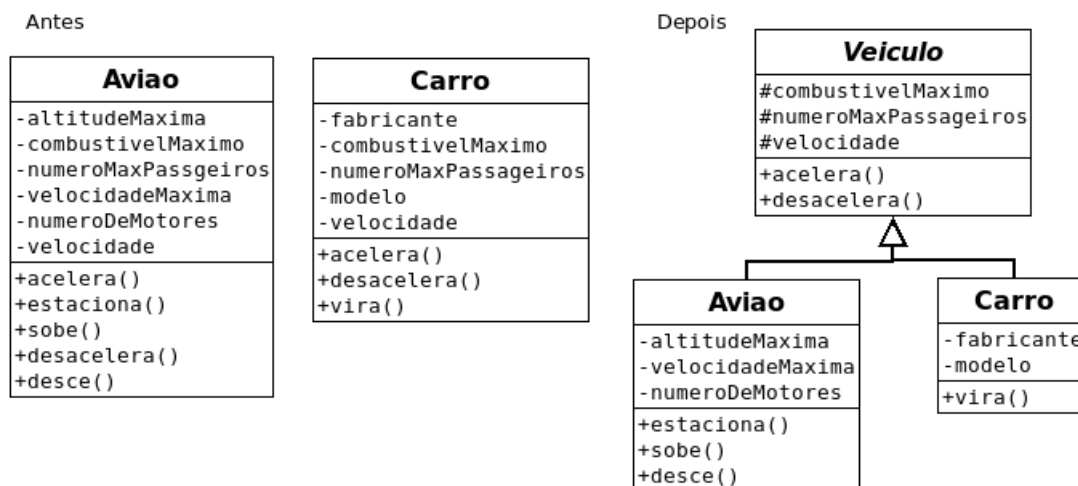 Antes
Aviao
-altitudeMaxima
-combustivelMaximo
-numeroMaxPassgeiros
-velocidadeMaxima
-numeroDeMotores
-velocidade
+acelera()
+estaciona()
+sobe()
+desacelera()
+desce()
Carro
-fabricante
-combustivelMaximo
-numeroMaxPassageiros
-modelo
-velocidade
+acelera()
+desacelera()
+vira()
Depois
Veiculo
#combustivelMaximo
#numeroMaxPassageiros
#velocidade
+acelera()
+desacelera()
Aviao
-altitudeMaxima
-velocidadeMaxima
-numeroDeMotores
+estaciona()
+sobe()
+desce()
Carro
-fabricante
-modelo
+vira()